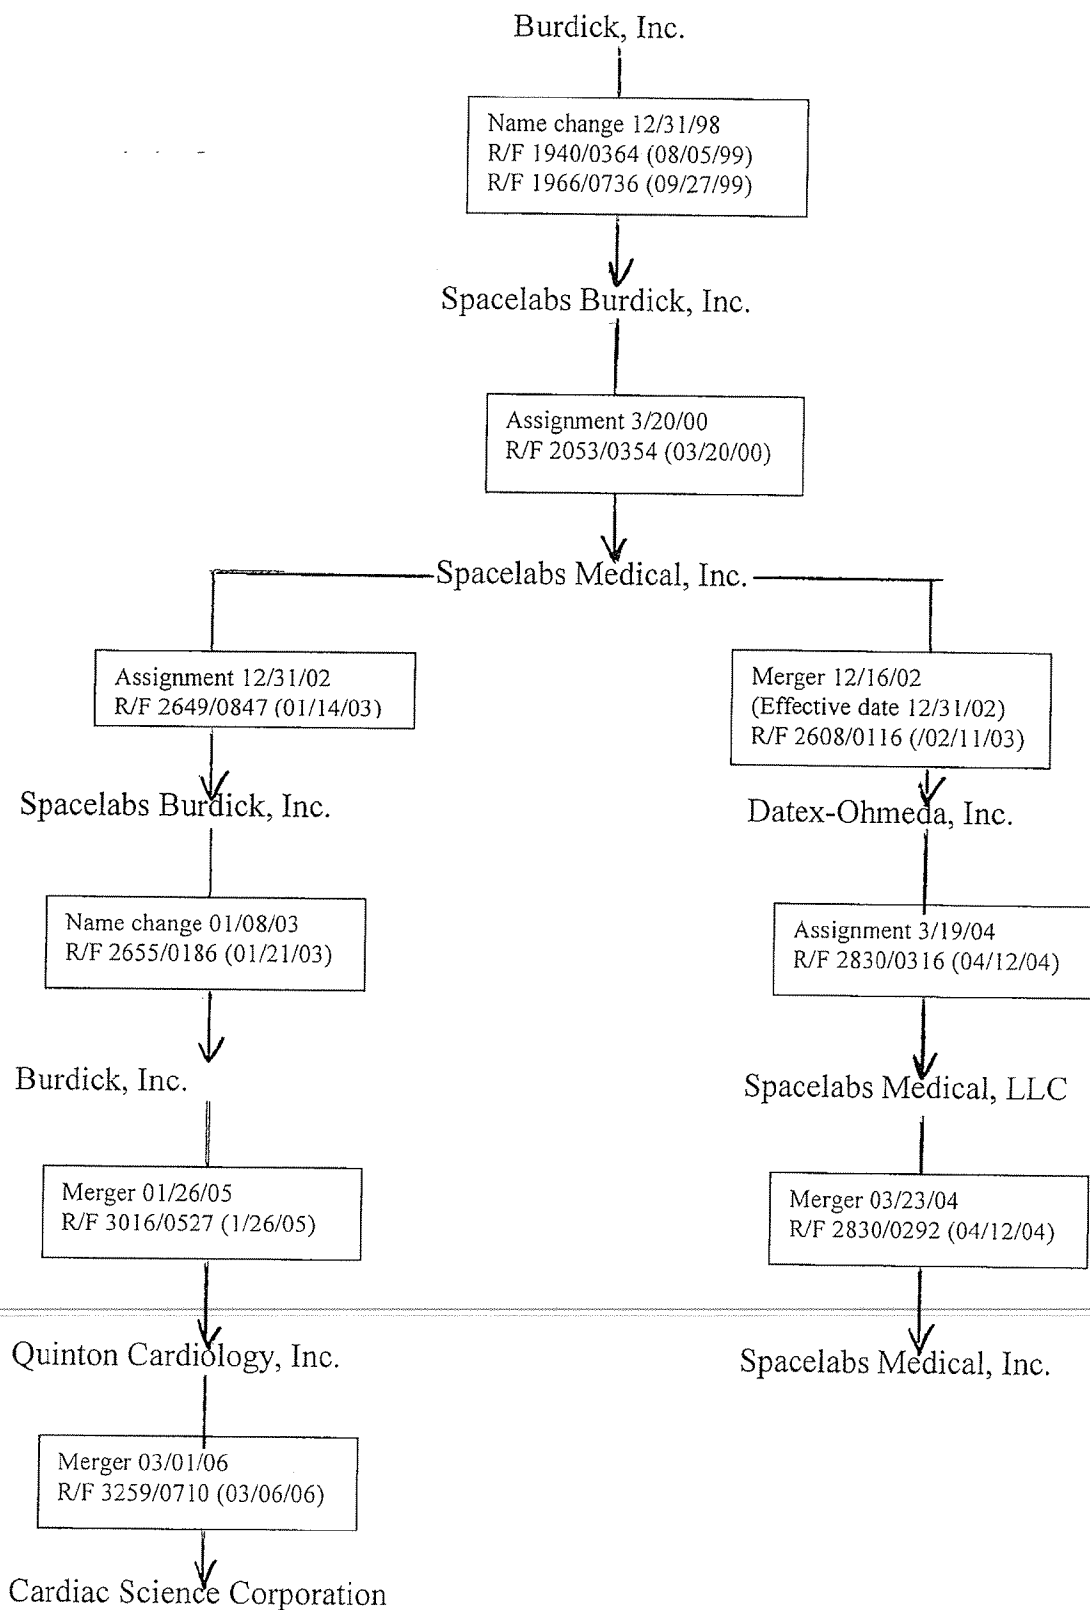 Burdick, Inc.
Name change 12/31/98
R/F 1940/0364 (08/05/99)
R/F 1966/0736 (09/27/99)
Spacelabs Burdick, Inc.
Assignment 3/20/00
R/F 2053/0354 (03/20/00)
Spacelabs Medical, Inc.
Assignment 12/31/02
R/F 2649/0847 (01/14/03)
Spacelabs Burdick, Inc.
Name change 01/08/03
R/F 2655/0186 (01/21/03)
Burdick, Inc.
Merger 01/26/05
R/F 3016/0527 (1/26/05)
Quinton Cardiology, Inc.
Merger 03/01/06
R/F 3259/0710 (03/06/06)
Cardiac Science Corporation
Merger 12/16/02
(Effective date 12/31/02)
R/F 2608/0116 (/02/11/03)
Datex-Ohmeda, Inc.
Assignment 3/19/04
R/F 2830/0316 (04/12/04)
Spacelabs Medical, LLC
Merger 03/23/04
R/F 2830/0292 (04/12/04)
Spacelabs Medical, Inc.